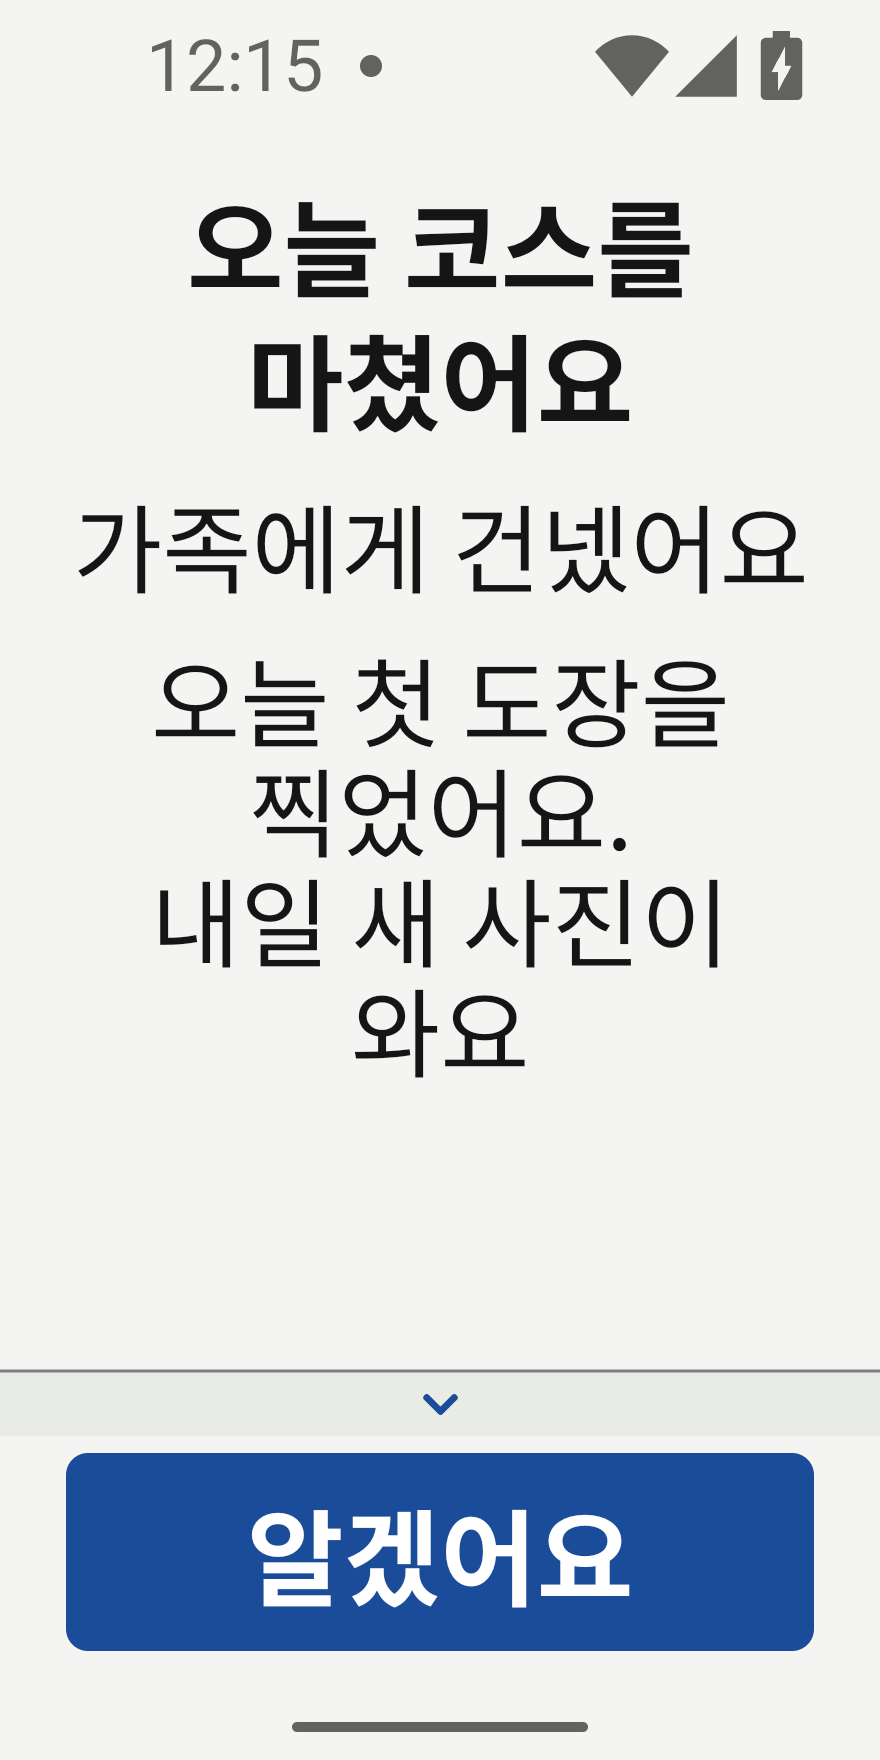 12:15
오늘 코스를
마쳤어요
가족에게 건넸어요
오늘 첫 도장을
찍었어요.
내일 새 사진이
와요
알겠어요